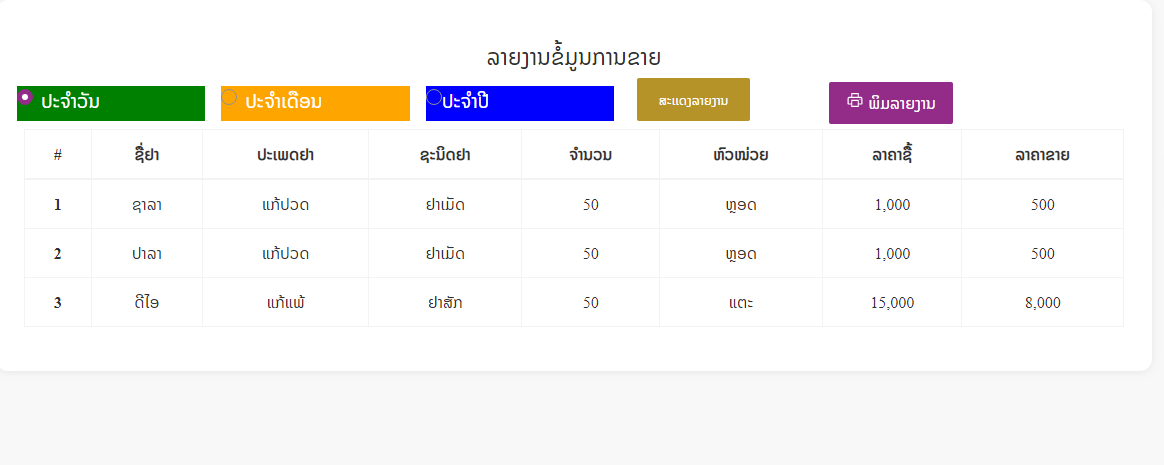 ລາຍງານຂໍ້ມູນການຂາຍ
ປະຈຳວັນ ປະຈຳເດືອນ ປະຈຳປີ ສະແດງລາຍງານ ພິມລາຍງານ
# ຊື່ຢາ ປະເພດຢາ ຊະນິດຢາ ຈຳນວນ ຫົວໜ່ວຍ ລາຄາຊື້ ລາຄາຂາຍ
1 ຊາລາ ແກ້ປວດ ຢາເມັດ 50 ຫຼອດ 1,000 500
2 ປາລາ ແກ້ປວດ ຢາເມັດ 50 ຫຼອດ 1,000 500
3 ດີໄອ ແກ້ແພ້ ຢາສັກ 50 ແຕະ 15,000 8,000